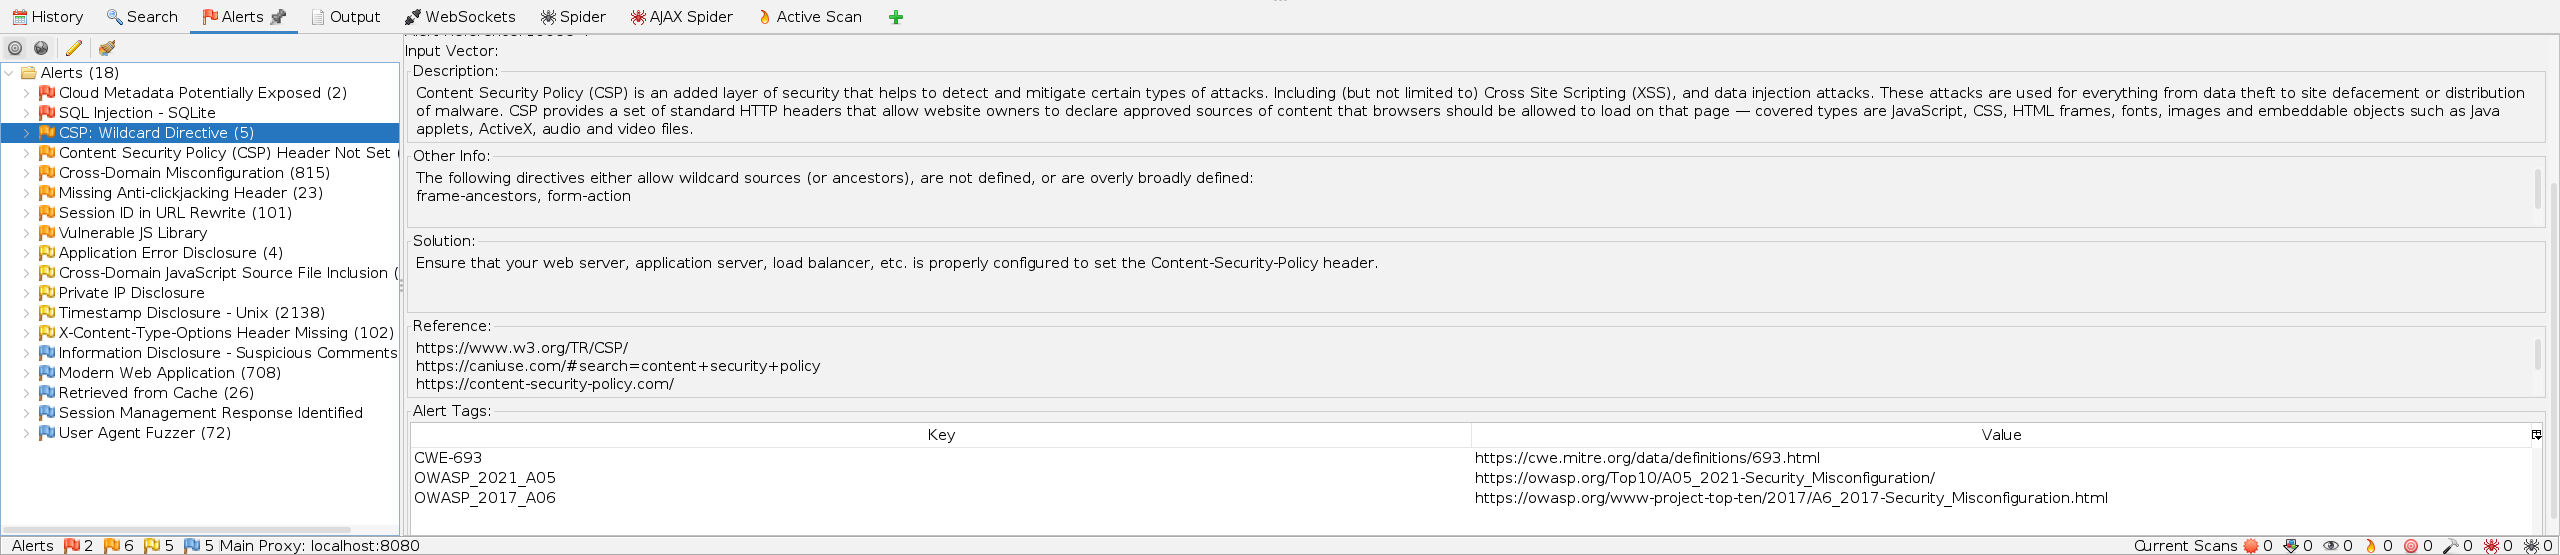 History Search Alerts Output WebSockets Spider AJAX Spider Active Scan
Input Vector:
Alerts (18)
Cloud Metadata Potentially Exposed (2)
SQL Injection - SQLite
CSP: Wildcard Directive (5)
Content Security Policy (CSP) Header Not Set (
Cross-Domain Misconfiguration (815)
Missing Anti-clickjacking Header (23)
Session ID in URL Rewrite (101)
Vulnerable JS Library
Application Error Disclosure (4)
Cross-Domain JavaScript Source File Inclusion (
Private IP Disclosure
Timestamp Disclosure - Unix (2138)
X-Content-Type-Options Header Missing (102)
Information Disclosure - Suspicious Comments
Modern Web Application (708)
Retrieved from Cache (26)
Session Management Response Identified
User Agent Fuzzer (72)
Description:
Content Security Policy (CSP) is an added layer of security that helps to detect and mitigate certain types of attacks. Including (but not limited to) Cross Site Scripting (XSS), and data injection attacks. These attacks are used for everything from data theft to site defacement or distribution
of malware. CSP provides a set of standard HTTP headers that allow website owners to declare approved sources of content that browsers should be allowed to load on that page — covered types are JavaScript, CSS, HTML frames, fonts, images and embeddable objects such as Java
applets, ActiveX, audio and video files.
Other Info:
The following directives either allow wildcard sources (or ancestors), are not defined, or are overly broadly defined:
frame-ancestors, form-action
Solution:
Ensure that your web server, application server, load balancer, etc. is properly configured to set the Content-Security-Policy header.
Reference:
https://www.w3.org/TR/CSP/
https://caniuse.com/#search=content+security+policy
https://content-security-policy.com/
Alert Tags:
Key Value
CWE-693 https://cwe.mitre.org/data/definitions/693.html
OWASP_2021_A05 https://owasp.org/Top10/A05_2021-Security_Misconfiguration/
OWASP_2017_A06 https://owasp.org/www-project-top-ten/2017/A6_2017-Security_Misconfiguration.html
Alerts 2 6 5 5 Main Proxy: localhost:8080 Current Scans 0 0 0 0 0 0 0 0